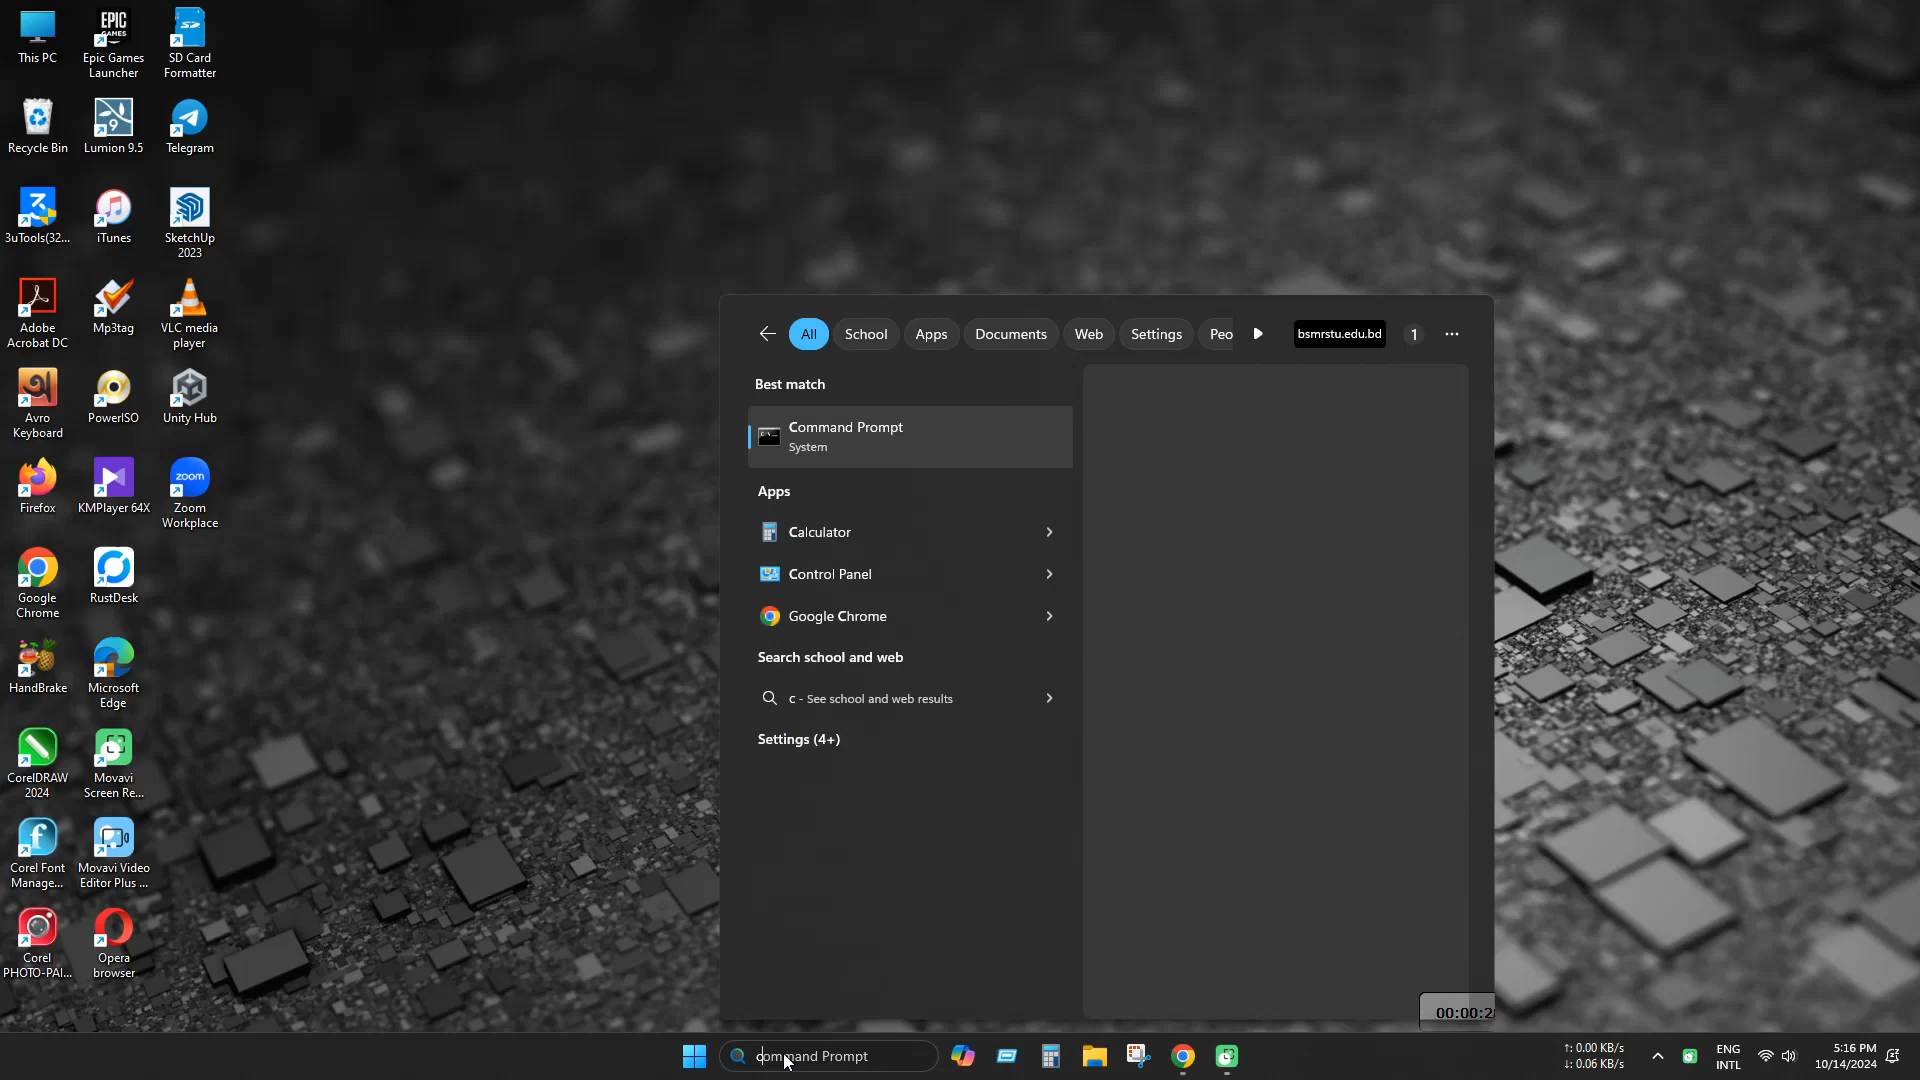 This PC
Epic Games
Launcher
SD Card
Formatter
Recycle Bin
Lumion 9.5
Telegram
3uTools(32...
iTunes
SketchUp
2023
Adobe
Acrobat DC
Mp3tag
VLC media
player
Avro
Keyboard
PowerISO
Unity Hub
Firefox
KMPlayer 64X
Zoom
Workplace
Google
Chrome
RustDesk
HandBrake
Microsoft
Edge
CorelDRAW
2024
Movavi
Screen Re...
Corel Font
Manage...
Movavi Video
Editor Plus ...
Corel
PHOTO-PAI...
Opera
browser
EPIC
GAMES
SD
9
zoom
All
School
Apps
Documents
Web
Settings
Peo
bsmrstu.edu.bd
1
Best match
Command Prompt
System
Apps
Calculator
Control Panel
Google Chrome
Search school and web
c - See school and web results
Settings (4+)
00:00:2
command Prompt
↑: 0.00 KB/s
↓: 0.06 KB/s
ENG
INTL
5:16 PM
10/14/2024